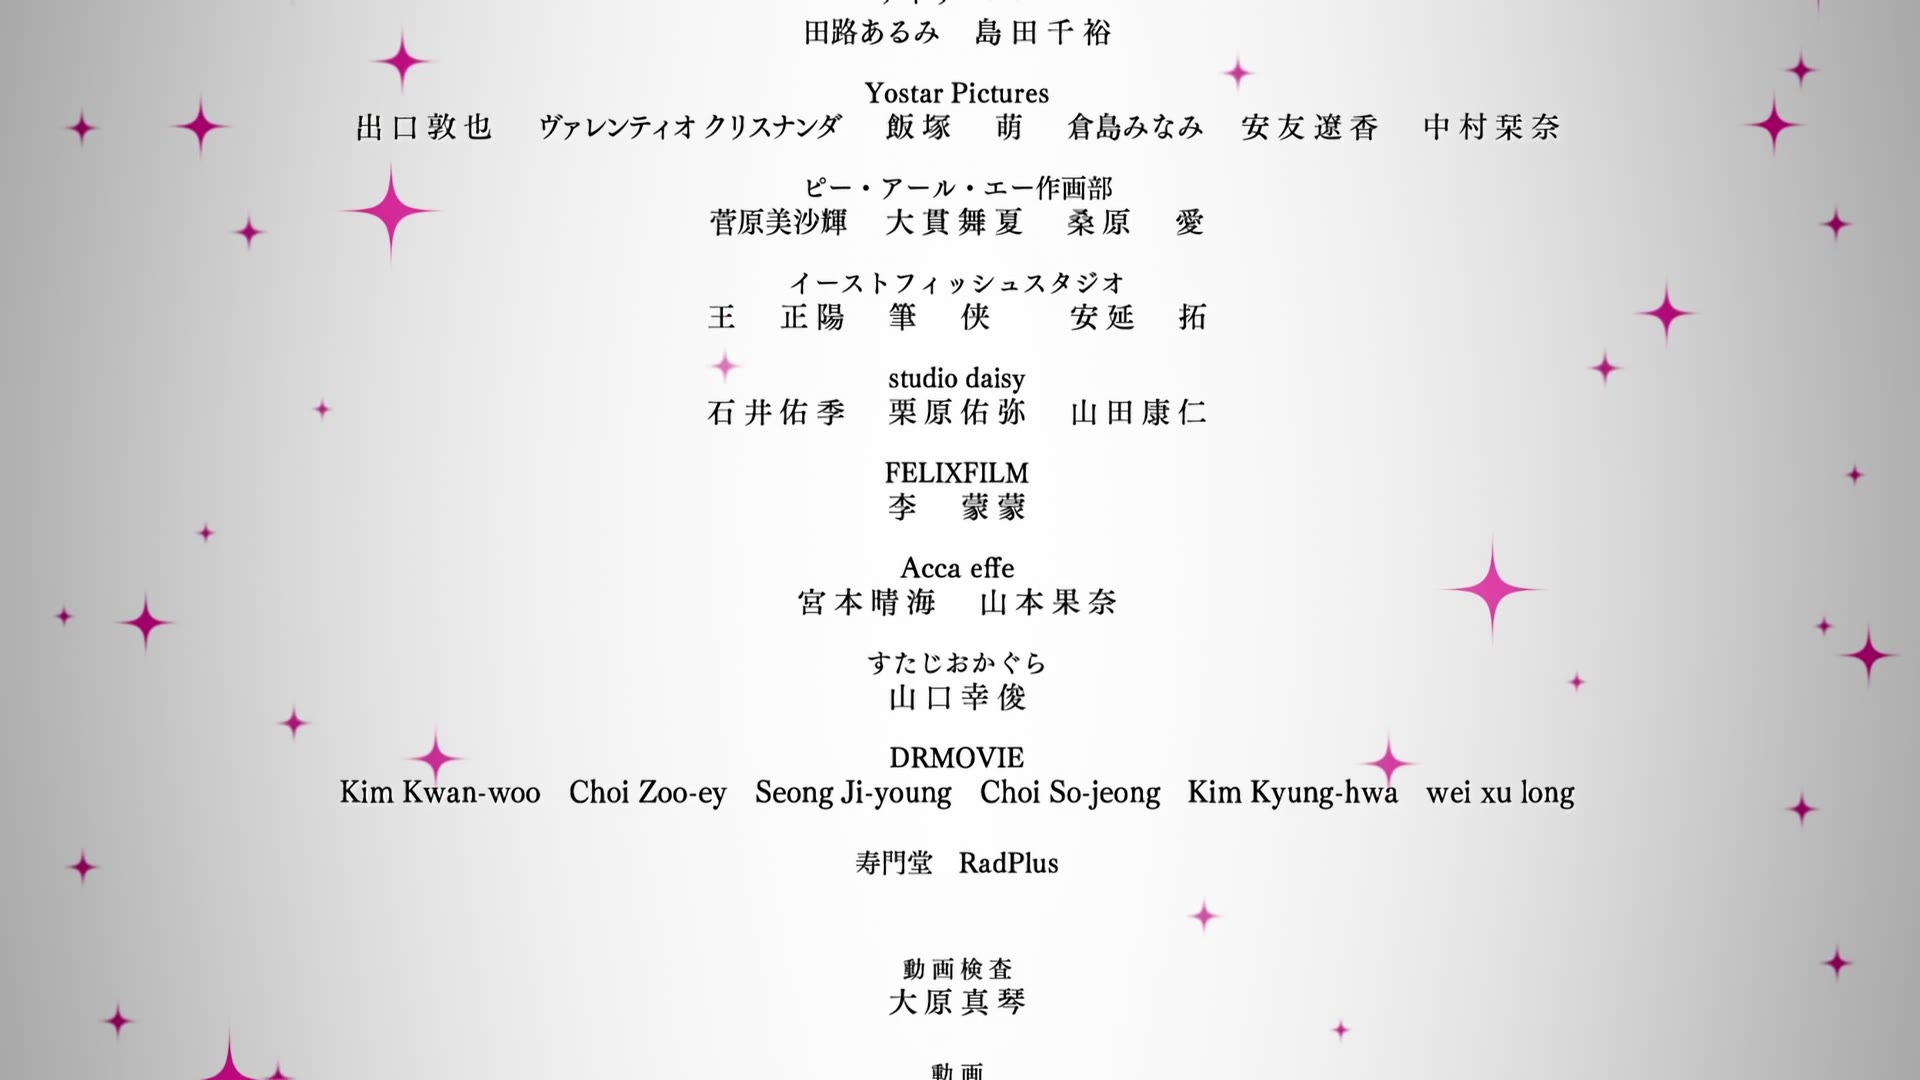 田路あるみ　島田千裕
Yostar Pictures
出口敦也　ヴァレンティオ クリスナンダ　飯塚　萌　倉島みなみ　安友遼香　中村栞奈
ピー・アール・エー作画部
菅原美沙輝　大貫舞夏　桑原　愛
イーストフィッシュスタジオ
王　正陽　筆　侠　安延　拓
studio daisy
石井佑季　栗原佑弥　山田康仁
FELIXFILM
李　蒙蒙
Acca effe
宮本晴海　山本果奈
すたじおかぐら
山口幸俊
DRMOVIE
Kim Kwan-woo　Choi Zoo-ey　Seong Ji-young　Choi So-jeong　Kim Kyung-hwa　wei xu long
寿門堂　RadPlus
動画検査
大原真琴
動画